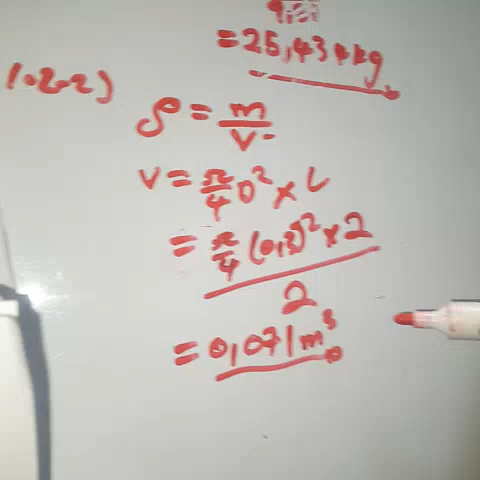 = 25,434 kg
1.2.2)
ρ = m/V
V = π/4 D² × L
= π/4 (0,3)² × 2
2
= 0,071 m³